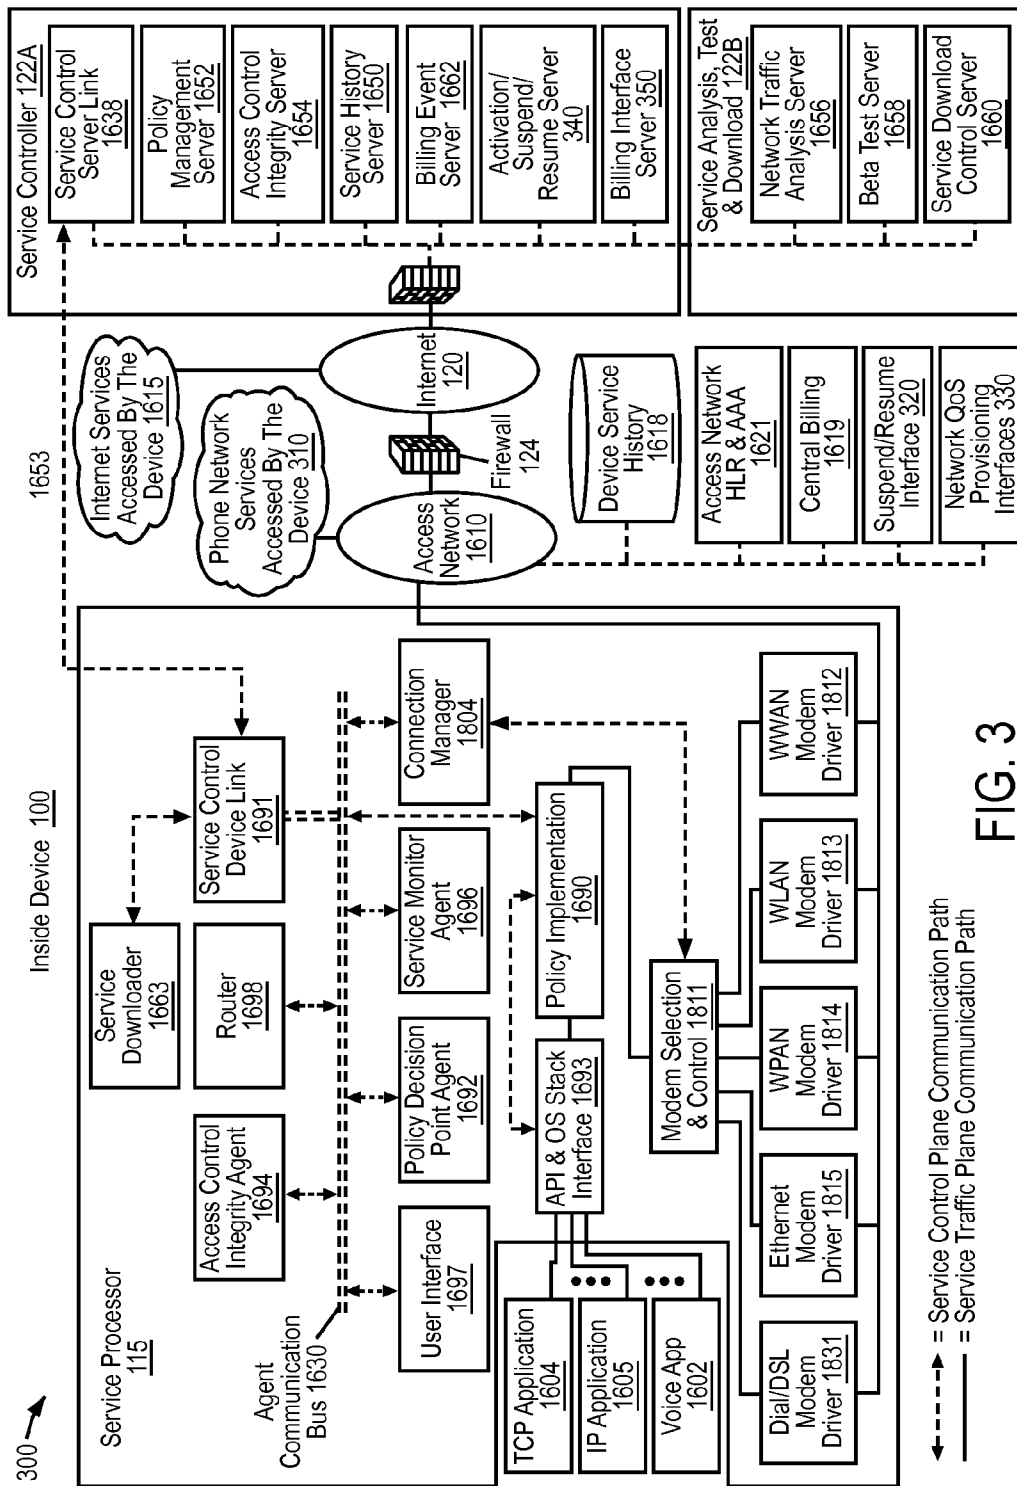 300
Inside Device 100
Service Processor
115
Agent
Communication
Bus 1630
Access Control
Integrity Agent
1694
Router
1698
Service
Downloader
1663
Service Control
Device Link
1691
User Interface
1697
Policy Decision
Point Agent
1692
Service Monitor
Agent
1696
Connection
Manager
1804
TCP Application
1604
IP Application
1605
Voice App
1602
API & OS Stack
Interface 1693
Policy Implementation
1690
Modem Selection
& Control 1811
Dial/DSL
Modem
Driver 1831
Ethernet
Modem
Driver 1815
WPAN
Modem
Driver 1814
WLAN
Modem
Driver 1813
WWAN
Modem
Driver 1812
1653
Internet Services
Accessed By The
Device 1615
Phone Network
Services
Accessed By The
Device 310
Access
Network
1610
Firewall
124
Internet
120
Device Service
History
1618
Access Network
HLR & AAA
1621
Central Billing
1619
Suspend/Resume
Interface 320
Network QoS
Provisioning
Interfaces 330
Service Controller 122A
Service Control
Server Link
1638
Policy
Management
Server 1652
Access Control
Integrity Server
1654
Service History
Server 1650
Billing Event
Server 1662
Activation/
Suspend/
Resume Server
340
Billing Interface
Server 350
Service Analysis, Test
& Download 122B
Network Traffic
Analysis Server
1656
Beta Test Server
1658
Service Download
Control Server
1660
= Service Control Plane Communication Path
= Service Traffic Plane Communication Path
FIG. 3